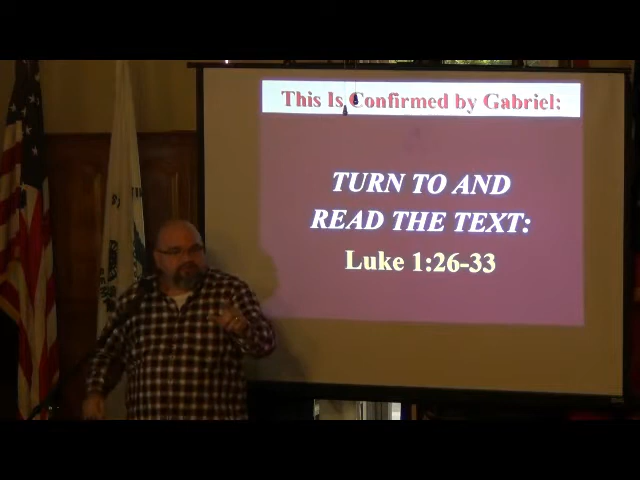 This Is Confirmed by Gabriel:
TURN TO AND
READ THE TEXT:
Luke 1:26-33